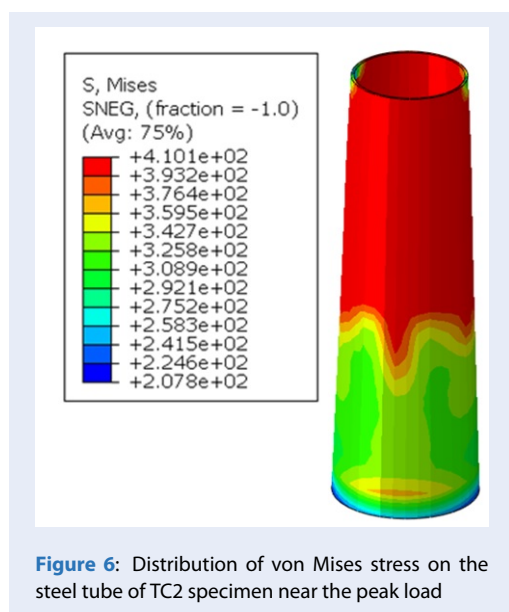 S, Mises
SNEG, (fraction = -1.0)
(Avg: 75%)
+4.101e+02
+3.932e+02
+3.764e+02
+3.595e+02
+3.427e+02
+3.258e+02
+3.089e+02
+2.921e+02
+2.752e+02
+2.583e+02
+2.415e+02
+2.246e+02
+2.078e+02
Figure 6: Distribution of von Mises stress on the
steel tube of TC2 specimen near the peak load